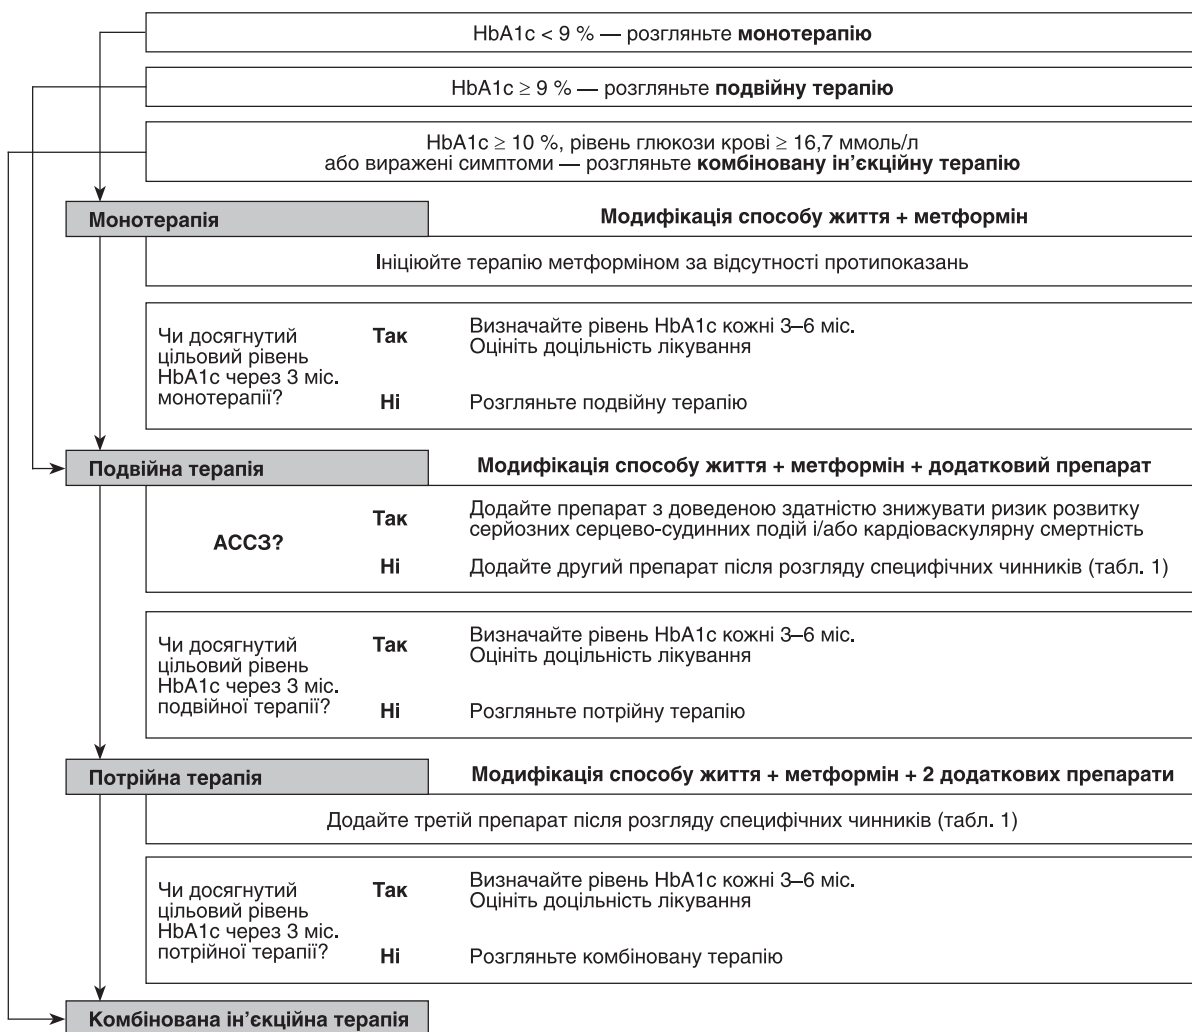 HbA1c < 9 % — розгляньте монотерапію
HbA1c ≥ 9 % — розгляньте подвійну терапію
HbA1c ≥ 10 %, рівень глюкози крові ≥ 16,7 ммоль/л
або виражені симптоми — розгляньте комбіновану ін’єкційну терапію
Монотерапія
Модифікація способу життя + метформін
Ініціюйте терапію метформіном за відсутності протипоказань
Чи досягнутий
цільовий рівень
HbA1c через 3 міс.
монотерапії?
Так
Визначайте рівень HbA1c кожні 3–6 міс.
Оцініть доцільність лікування
Ні
Розгляньте подвійну терапію
Подвійна терапія
Модифікація способу життя + метформін + додатковий препарат
АССЗ?
Так
Додайте препарат з доведеною здатністю знижувати ризик розвитку
серйозних серцево-судинних подій і/або кардіоваскулярну смертність
Ні
Додайте другий препарат після розгляду специфічних чинників (табл. 1)
Чи досягнутий
цільовий рівень
HbA1c через 3 міс.
подвійної терапії?
Так
Визначайте рівень HbA1c кожні 3–6 міс.
Оцініть доцільність лікування
Ні
Розгляньте потрійну терапію
Потрійна терапія
Модифікація способу життя + метформін + 2 додаткових препарати
Додайте третій препарат після розгляду специфічних чинників (табл. 1)
Чи досягнутий
цільовий рівень
HbA1c через 3 міс.
потрійної терапії?
Так
Визначайте рівень HbA1c кожні 3–6 міс.
Оцініть доцільність лікування
Ні
Розгляньте комбіновану терапію
Комбінована ін’єкційна терапія